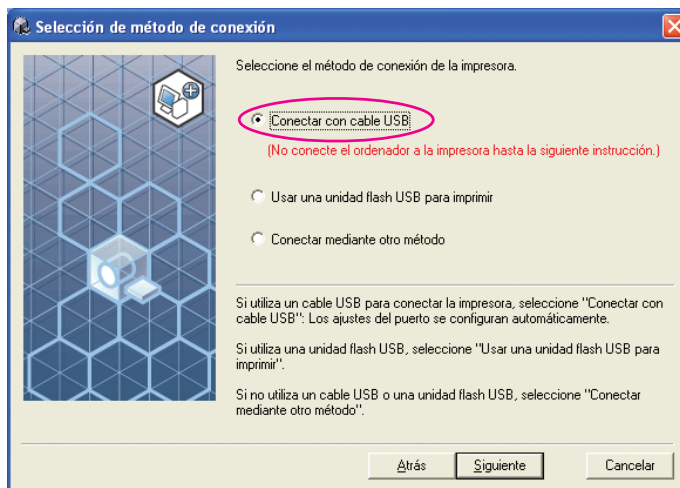 Selección de método de conexión
Seleccione el método de conexión de la impresora.
Conectar con cable USB
(No conecte el ordenador a la impresora hasta la siguiente instrucción.)
Usar una unidad flash USB para imprimir
Conectar mediante otro método
Si utiliza un cable USB para conectar la impresora, seleccione "Conectar con
cable USB": Los ajustes del puerto se configuran automáticamente.
Si utiliza una unidad flash USB, seleccione "Usar una unidad flash USB para
imprimir".
Si no utiliza un cable USB o una unidad flash USB, seleccione "Conectar
mediante otro método".
Atrás
Siguiente
Cancelar